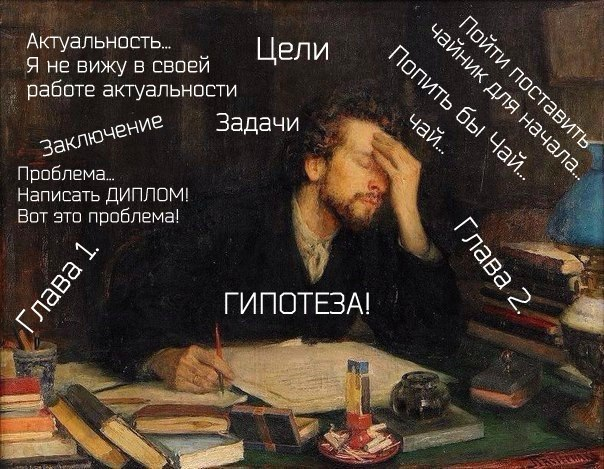 Актуальность...
Я не вижу в своей
работе актуальности
Цели
Пойти поставить
чайник для начала...
Попить бы Чай...
чай...
Заключение
Задачи
Проблема...
Написать ДИПЛОМ!
Вот это проблема!
Глава 1.
Глава 2.
ГИПОТЕЗА!